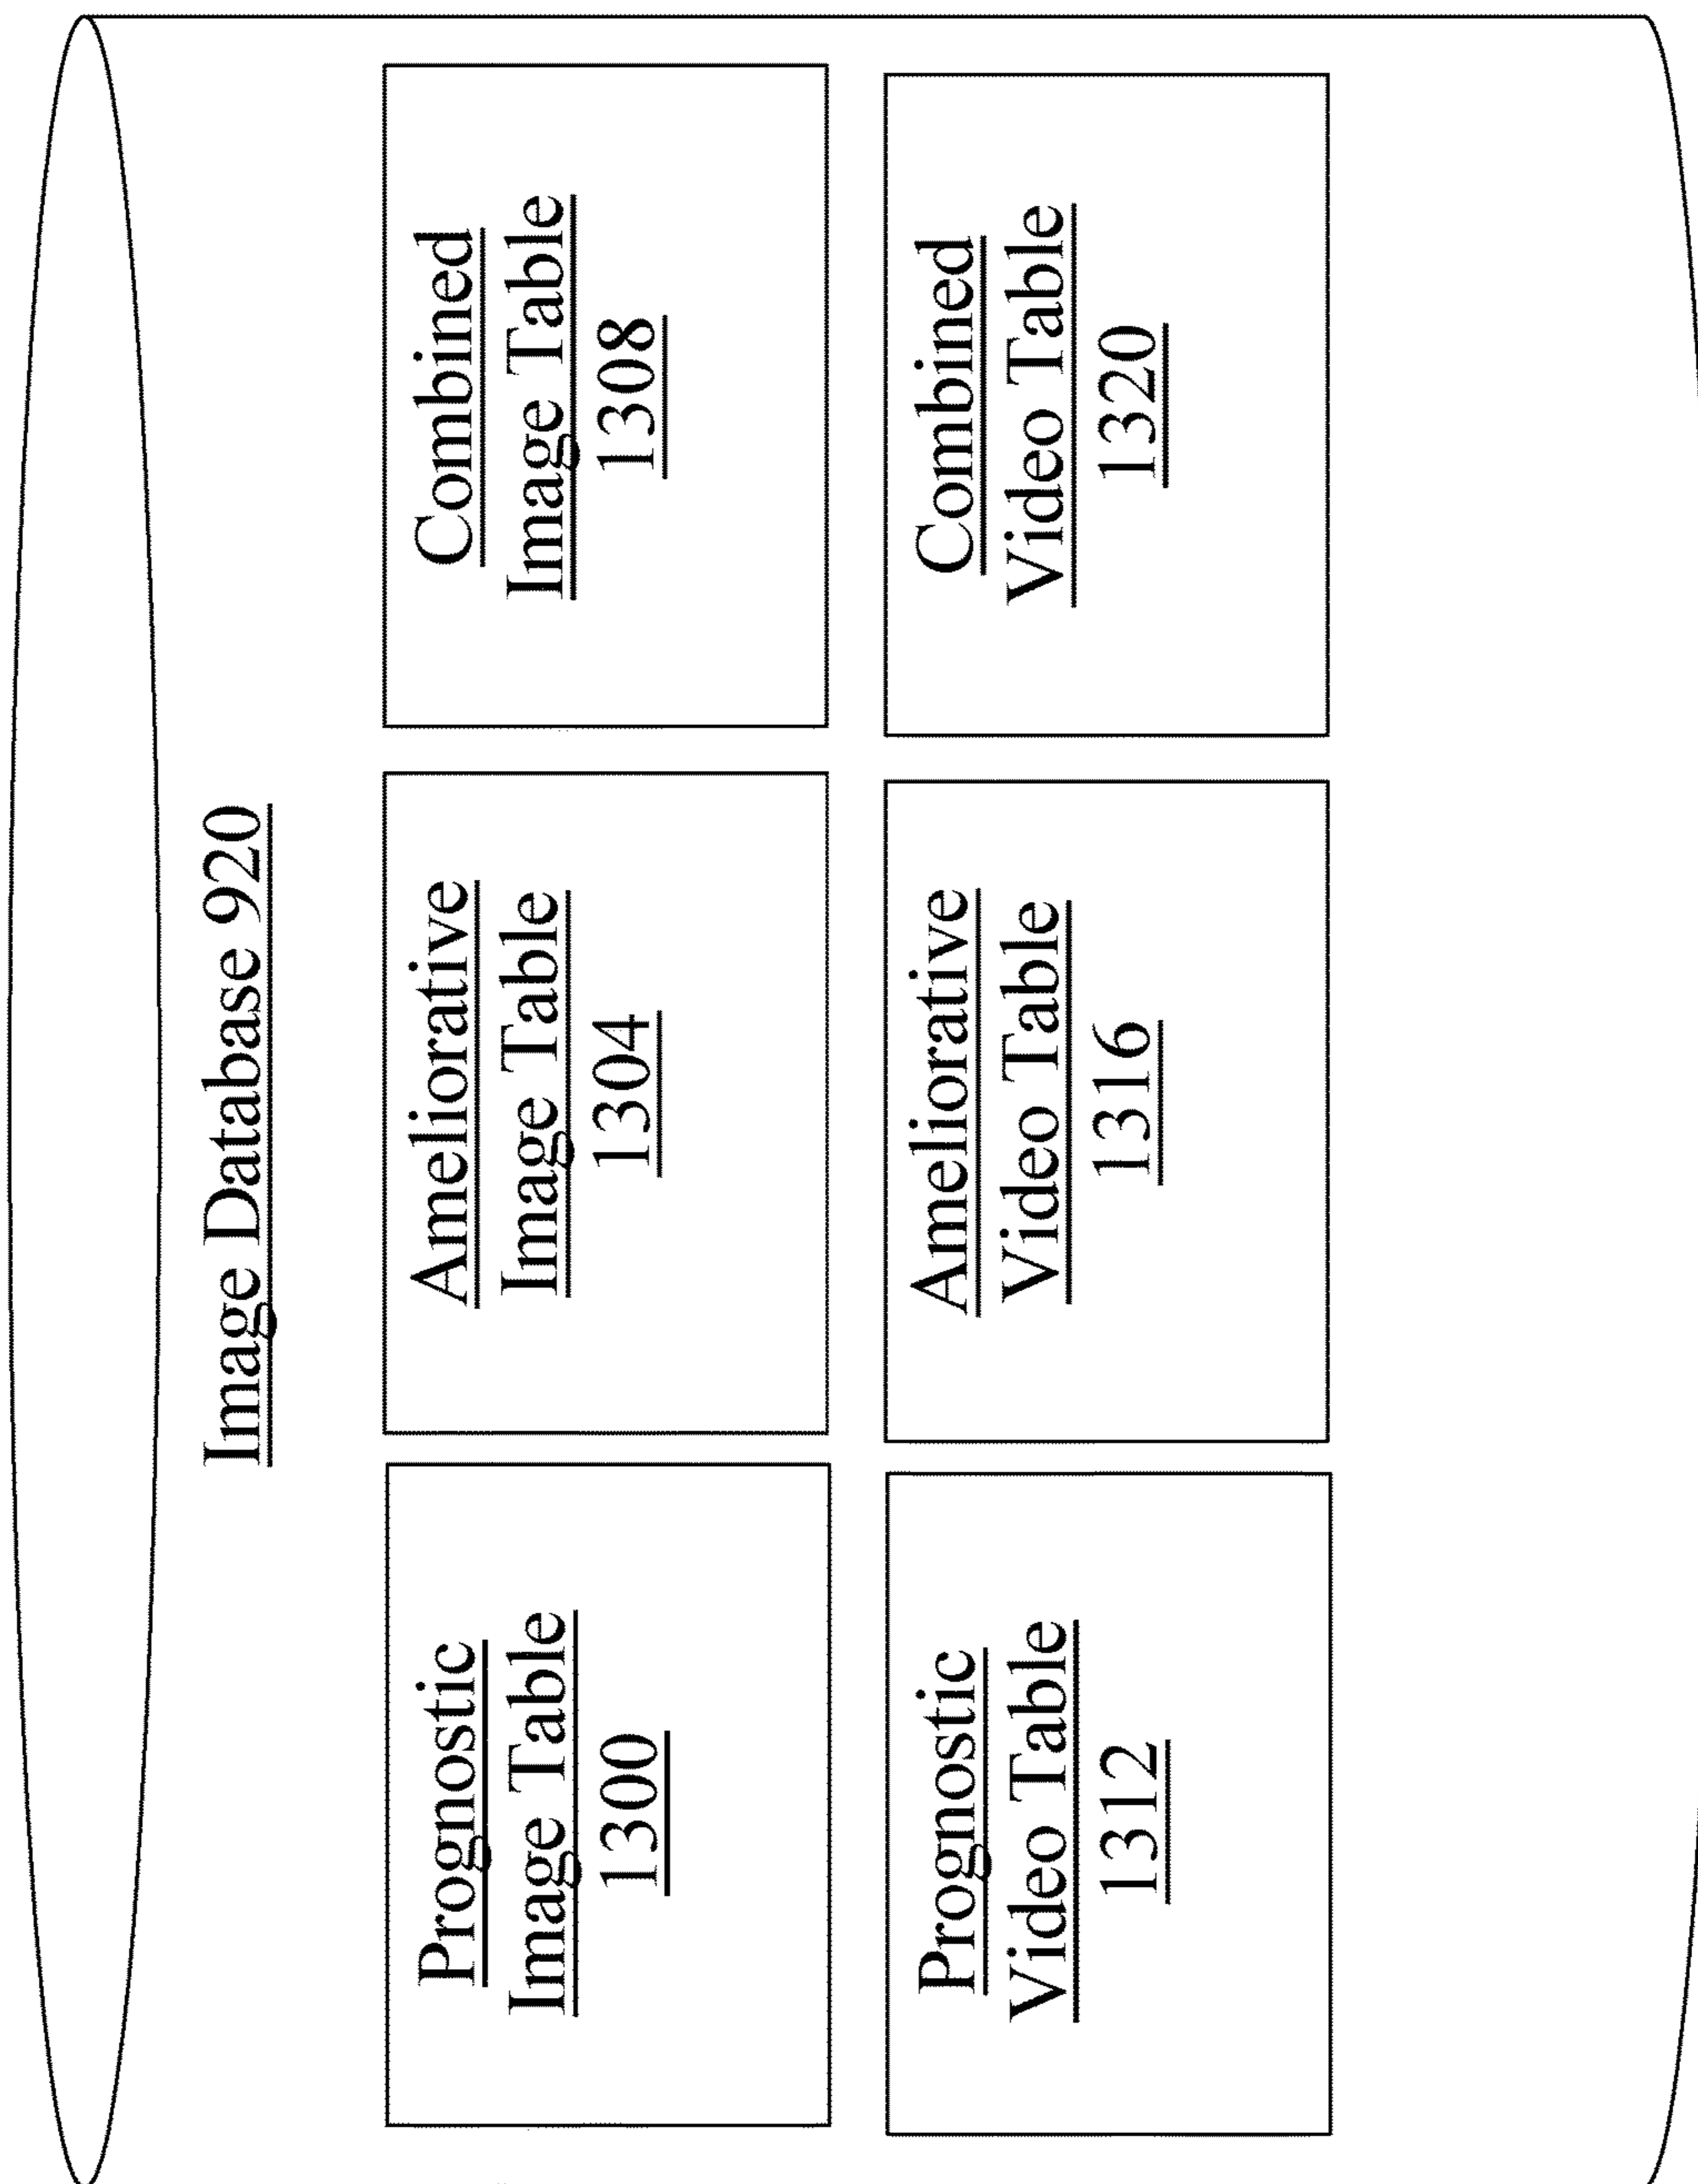 Image Database 920
Prognostic
Image Table
1300
Ameliorative
Image Table
1304
Combined
Image Table
1308
Prognostic
Video Table
1312
Ameliorative
Video Table
1316
Combined
Video Table
1320